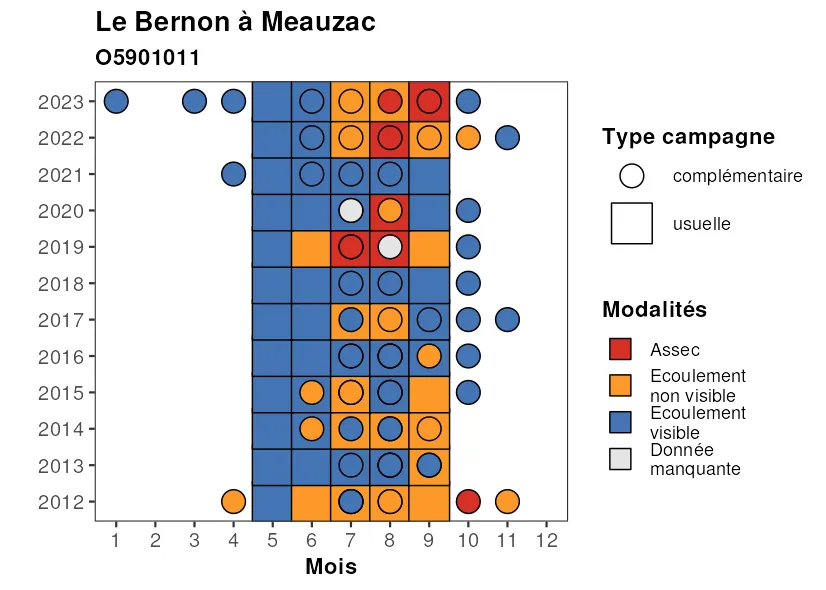 Le Bernon à Meauzac
O5901011
2023
2022
2021
2020
2019
2018
2017
2016
2015
2014
2013
2012
1 2 3 4 5 6 7 8 9 10 11 12
Mois
Type campagne
complémentaire
usuelle
Modalités
Assec
Ecoulement
non visible
Ecoulement
visible
Donnée
manquante